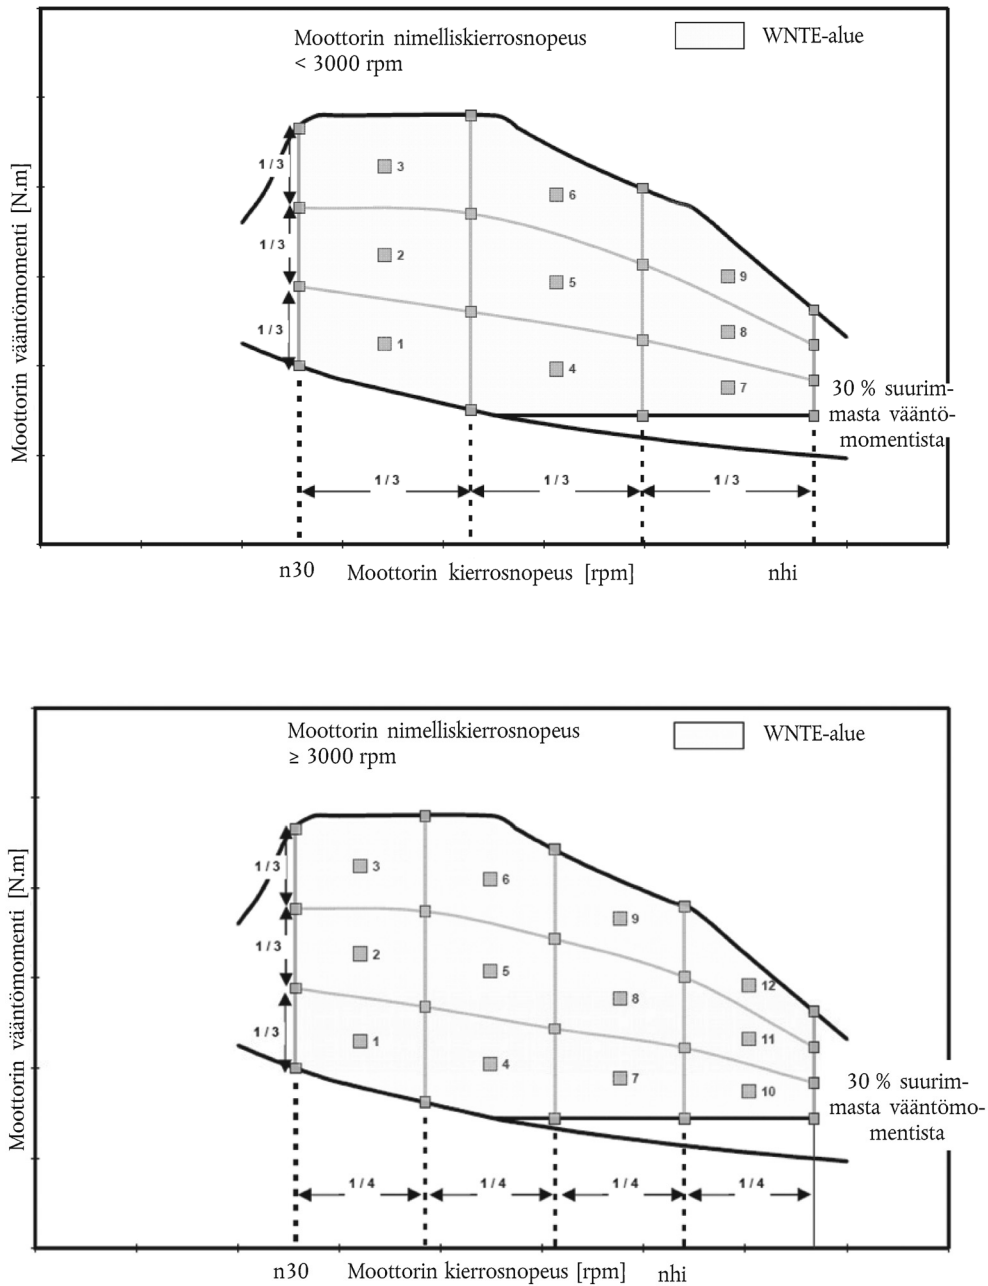 Moottorin nimelliskierrosnopeus
< 3000 rpm
WNTE-alue
Moottorin vääntömomenti [N.m]
1 / 3
3
6
1 / 3
2
5
9
1 / 3
1
8
4
7
30 % suurim-
masta vääntö-
momentista
1 / 3
1 / 3
1 / 3
n30
Moottorin kierrosnopeus [rpm]
nhi
Moottorin nimelliskierrosnopeus
≥ 3000 rpm
WNTE-alue
Moottorin vääntömomenti [N.m]
1 / 3
3
6
9
1 / 3
2
5
12
8
1 / 3
1
11
4
7
10
30 % suurim-
masta vääntömo-
mentista
1 / 4
1 / 4
1 / 4
1 / 4
n30
Moottorin kierrosnopeus [rpm]
nhi